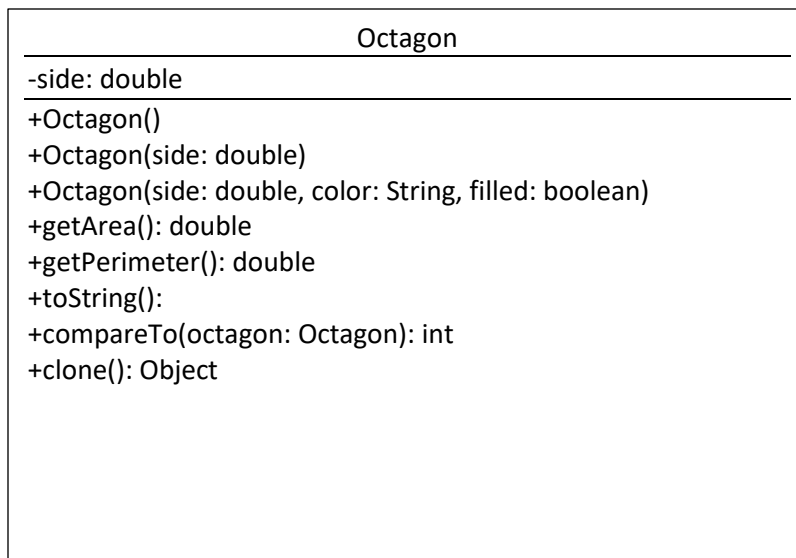 Octagon
-side: double
+Octagon()
+Octagon(side: double)
+Octagon(side: double, color: String, filled: boolean)
+getArea(): double
+getPerimeter(): double
+toString():
+compareTo(octagon: Octagon): int
+clone(): Object